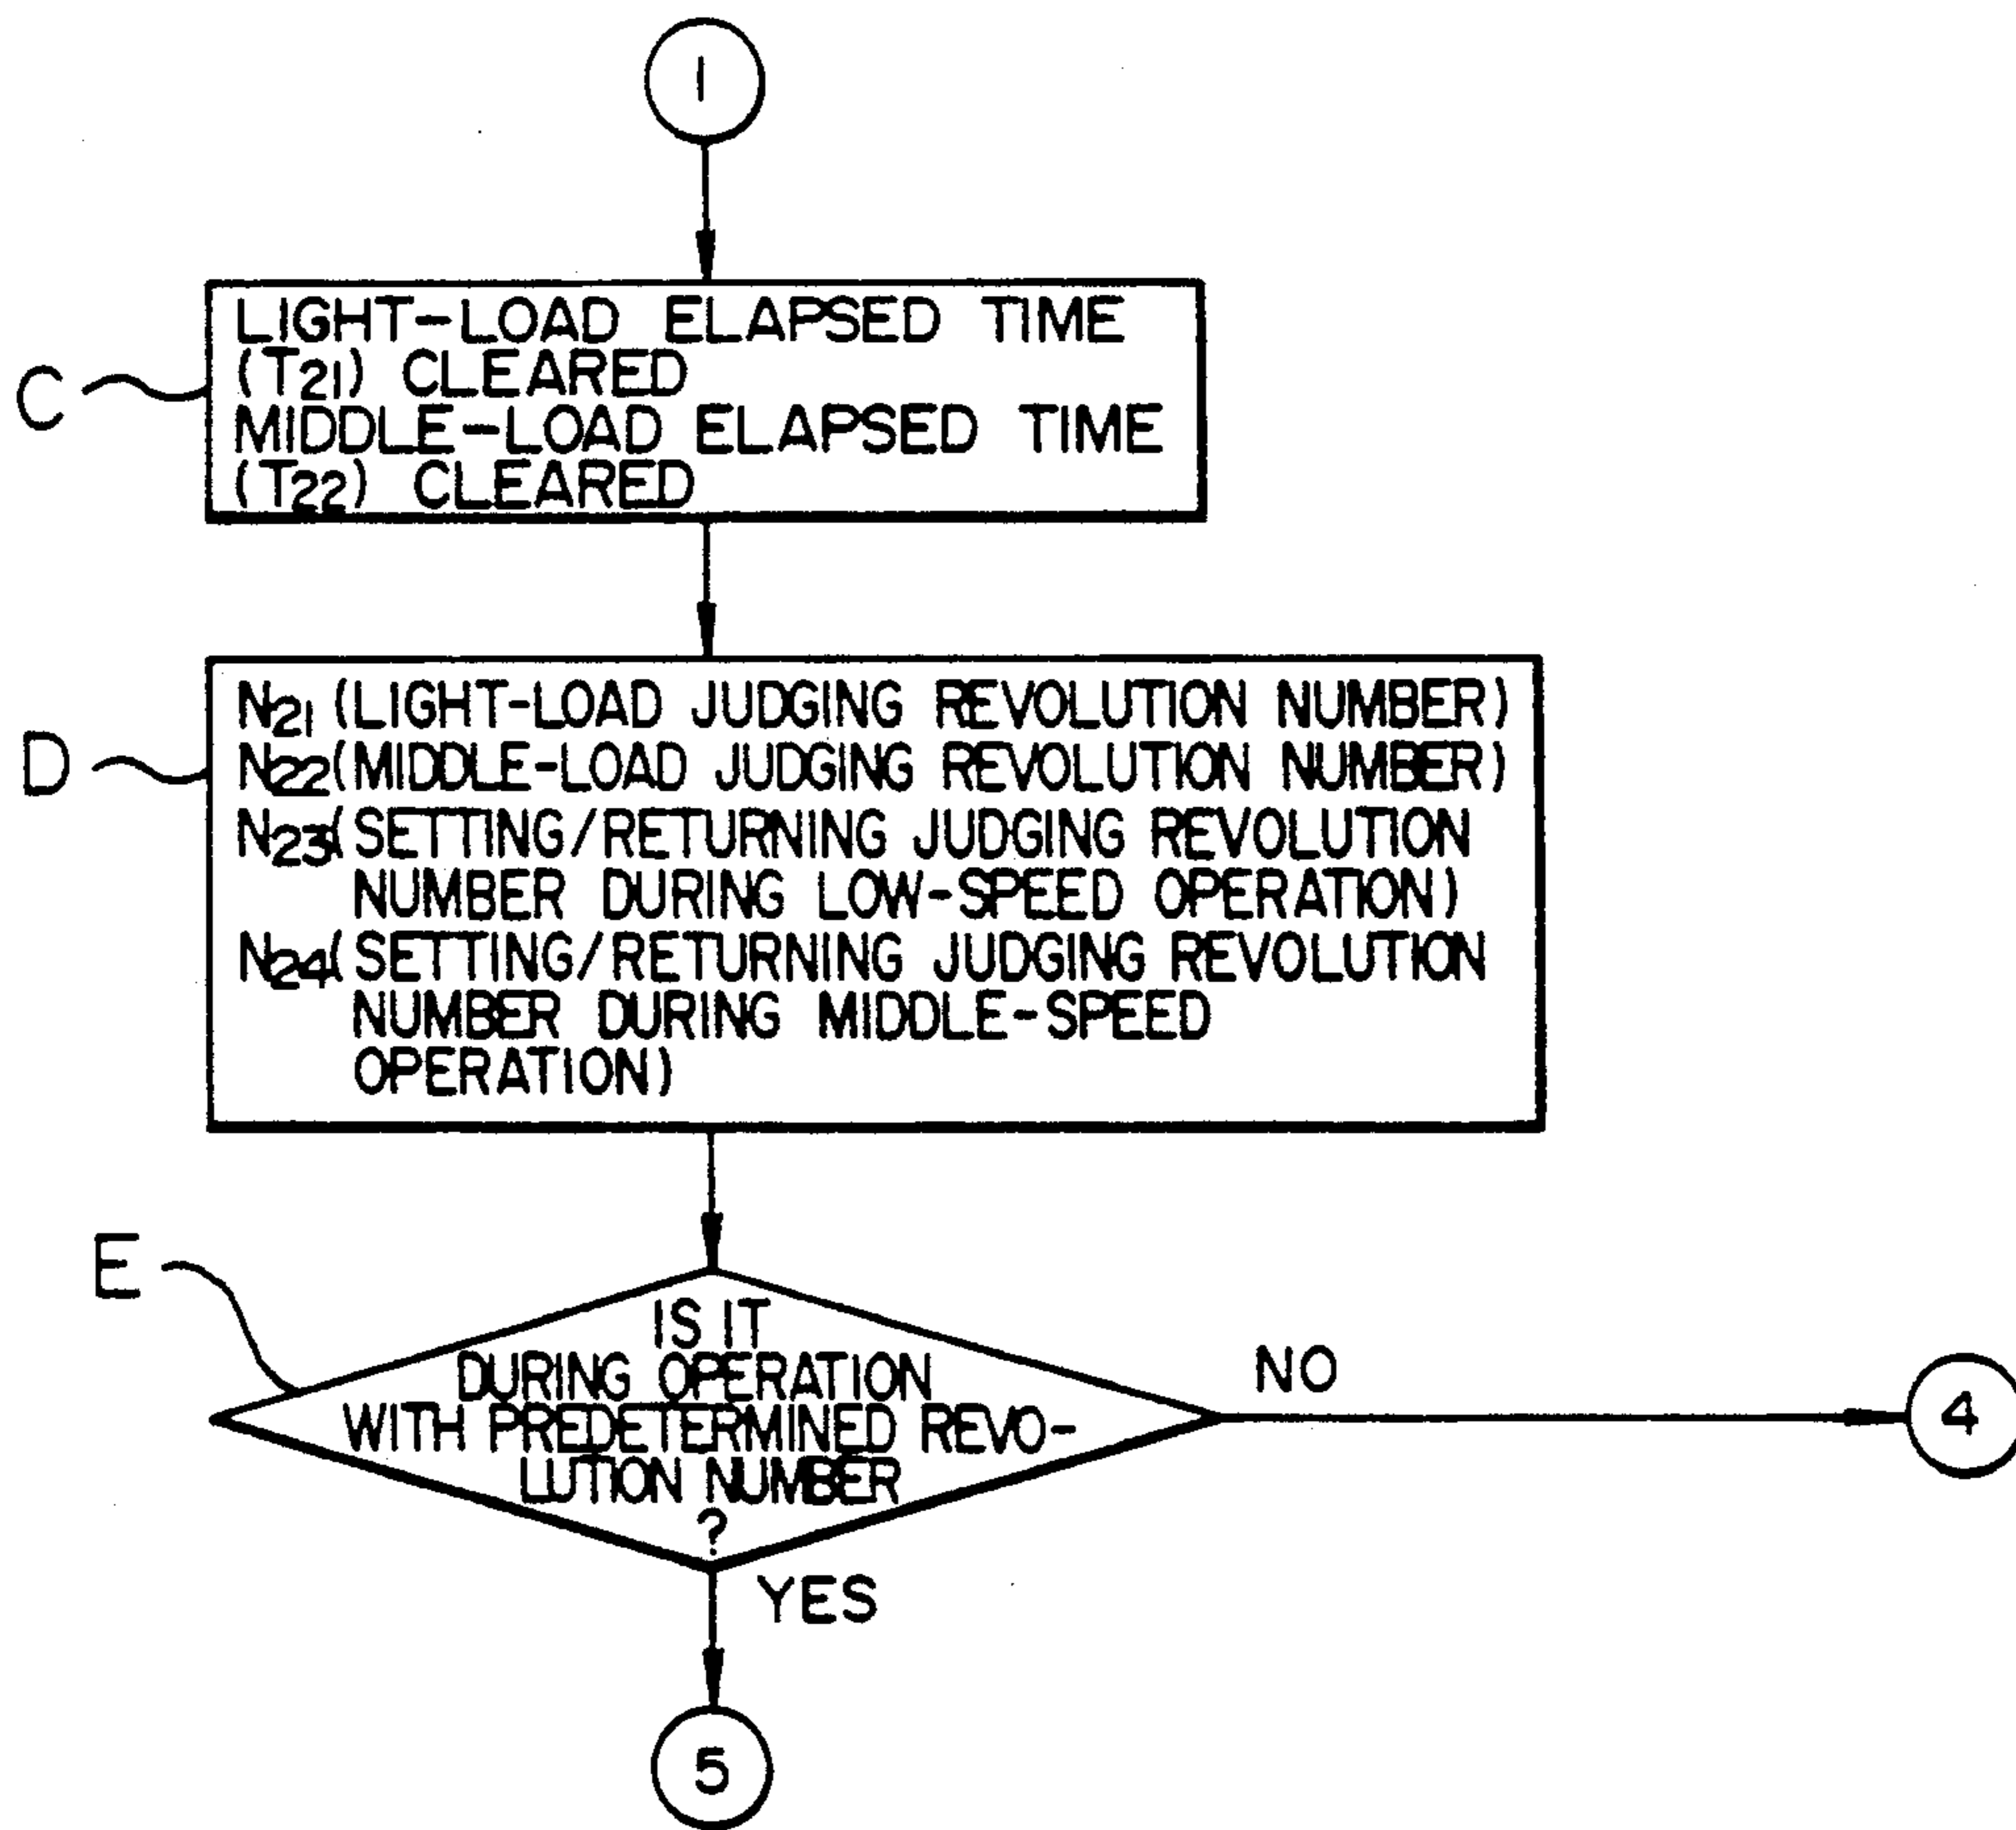 1
C
LIGHT-LOAD ELAPSED TIME
(T21) CLEARED
MIDDLE-LOAD ELAPSED TIME
(T22) CLEARED
D
N21 (LIGHT-LOAD JUDGING REVOLUTION NUMBER)
N22 (MIDDLE-LOAD JUDGING REVOLUTION NUMBER)
N23 (SETTING/RETURNING JUDGING REVOLUTION
NUMBER DURING LOW-SPEED OPERATION)
N24 (SETTING/RETURNING JUDGING REVOLUTION
NUMBER DURING MIDDLE-SPEED
OPERATION)
E
IS IT
DURING OPERATION
WITH PREDETERMINED REVO-
LUTION NUMBER
?
NO
4
YES
5